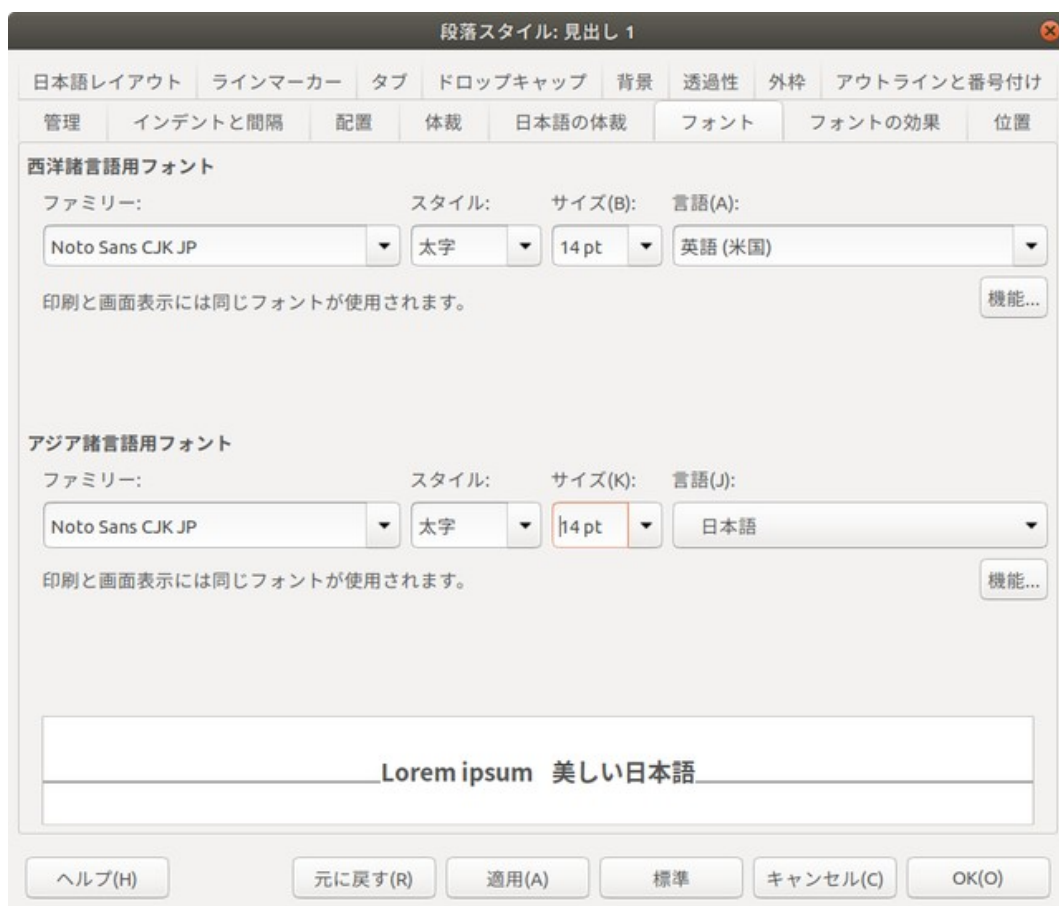 段落スタイル: 見出し 1
日本語レイアウト ラインマーカー タブ ドロップキャップ 背景 透過性 外枠 アウトラインと番号付け
管理 インデントと間隔 配置 体裁 日本語の体裁 フォント フォントの効果 位置
西洋諸言語用フォント
ファミリー: スタイル: サイズ(B): 言語(A):
Noto Sans CJK JP 太字 14 pt 英語 (米国)
印刷と画面表示には同じフォントが使用されます。 機能...
アジア諸言語用フォント
ファミリー: スタイル: サイズ(K): 言語(J):
Noto Sans CJK JP 太字 14 pt 日本語
印刷と画面表示には同じフォントが使用されます。 機能...
Lorem ipsum 美しい日本語
ヘルプ(H) 元に戻す(R) 適用(A) 標準 キャンセル(C) OK(O)